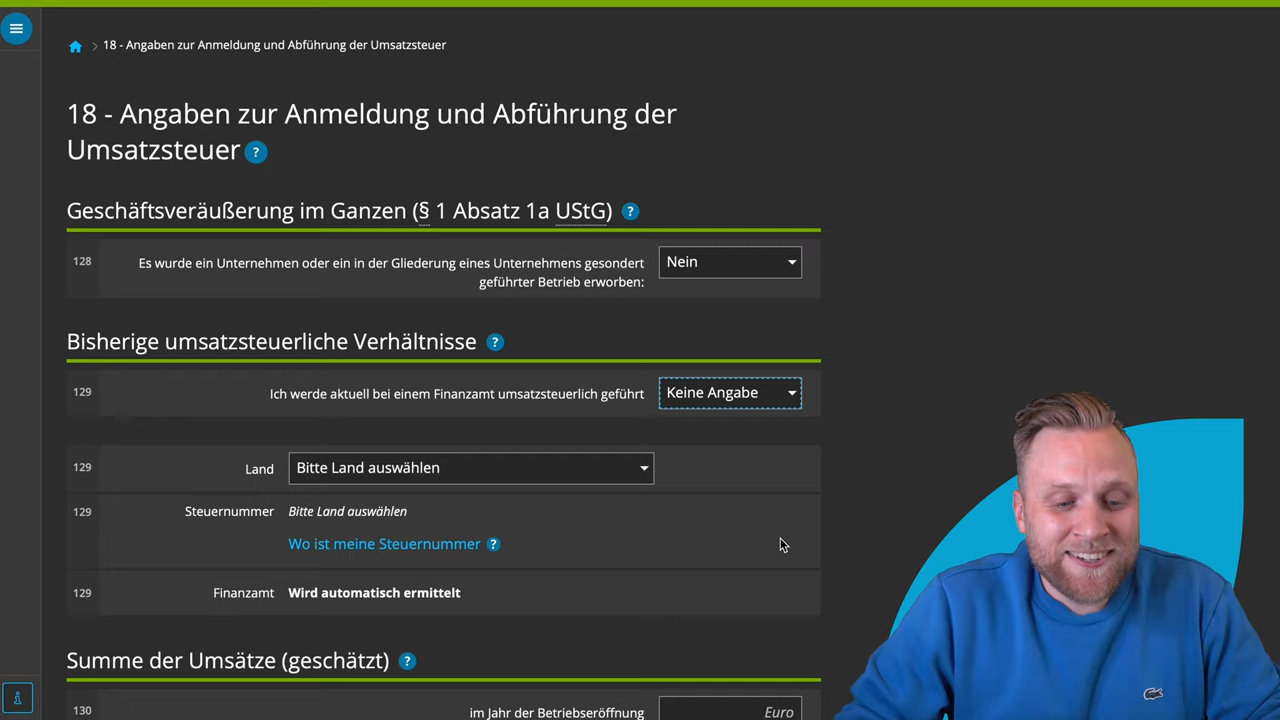 18 - Angaben zur Anmeldung und Abführung der Umsatzsteuer
18 - Angaben zur Anmeldung und Abführung der
Umsatzsteuer ?
Geschäftsveräußerung im Ganzen (§ 1 Absatz 1a UStG) ?
128 Es wurde ein Unternehmen oder ein in der Gliederung eines Unternehmens gesondert Nein
geführter Betrieb erworben:
Bisherige umsatzsteuerliche Verhältnisse ?
129 Ich werde aktuell bei einem Finanzamt umsatzsteuerlich geführt Keine Angabe
129 Land Bitte Land auswählen
129 Steuernummer Bitte Land auswählen
Wo ist meine Steuernummer ?
129 Finanzamt Wird automatisch ermittelt
Summe der Umsätze (geschätzt) ?
130 im Jahr der Betriebseröffnung Euro
i